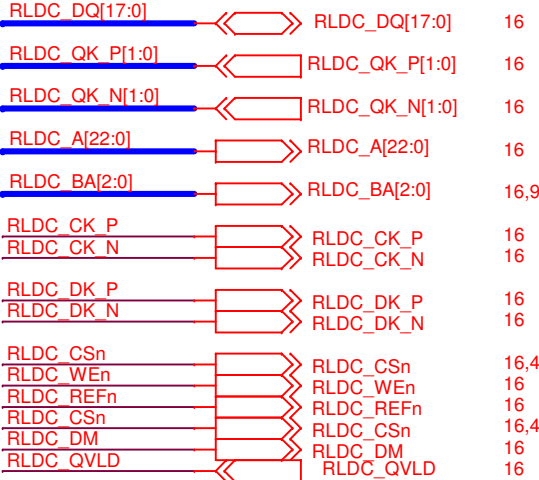 RLDC_DQ[17:0] RLDC_DQ[17:0] 16
RLDC_QK_P[1:0] RLDC_QK_P[1:0] 16
RLDC_QK_N[1:0] RLDC_QK_N[1:0] 16
RLDC_A[22:0] RLDC_A[22:0] 16
RLDC_BA[2:0] RLDC_BA[2:0] 16,9
RLDC_CK_P RLDC_CK_P 16
RLDC_CK_N RLDC_CK_N 16
RLDC_DK_P RLDC_DK_P 16
RLDC_DK_N RLDC_DK_N 16
RLDC_CSn RLDC_CSn 16,4
RLDC_WEn RLDC_WEn 16
RLDC_REFn RLDC_REFn 16
RLDC_CSn RLDC_CSn 16,4
RLDC_DM RLDC_DM 16
RLDC_QVLD RLDC_QVLD 16